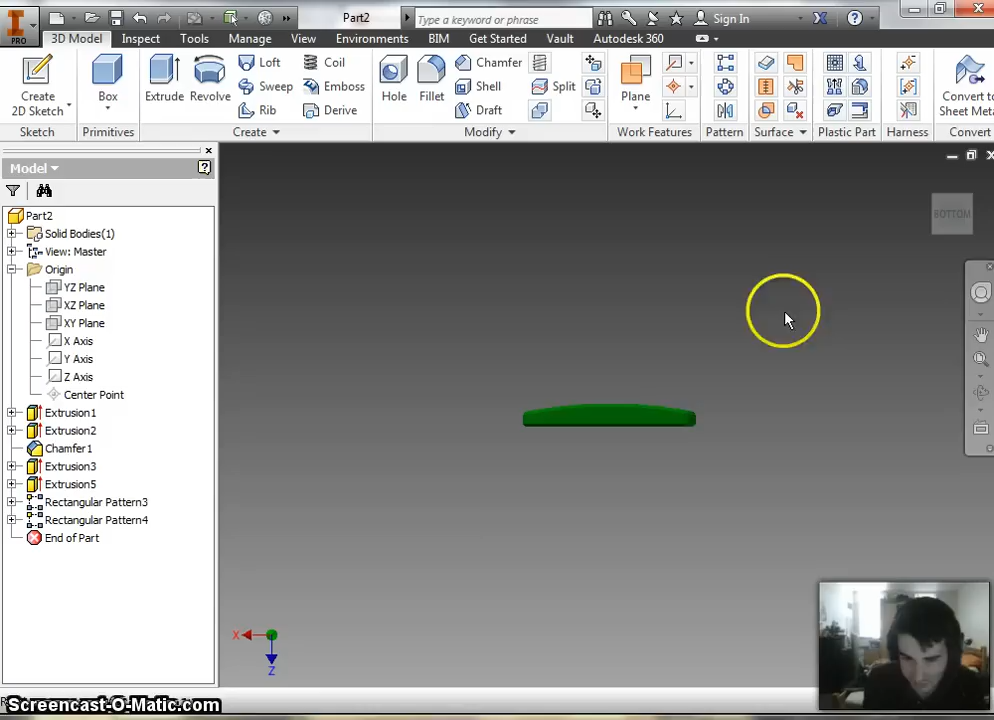 Part2
Type a keyword or phrase
Sign In
PRO
3D Model
Inspect
Tools
Manage
View
Environments
BIM
Get Started
Vault
Autodesk 360
Create
2D Sketch
Box
Extrude
Revolve
Loft
Coil
Sweep
Emboss
Rib
Derive
Hole
Fillet
Chamfer
Shell
Split
Draft
Plane
Convert to
Sheet Meta
Sketch
Primitives
Create
Modify
Work Features
Pattern
Surface
Plastic Part
Harness
Convert
Model
Part2
Solid Bodies(1)
View: Master
Origin
YZ Plane
XZ Plane
XY Plane
X Axis
Y Axis
Z Axis
Center Point
Extrusion1
Extrusion2
Chamfer1
Extrusion3
Extrusion5
Rectangular Pattern3
Rectangular Pattern4
End of Part
BOTTOM
X
Z
Screencast-O-Matic.com